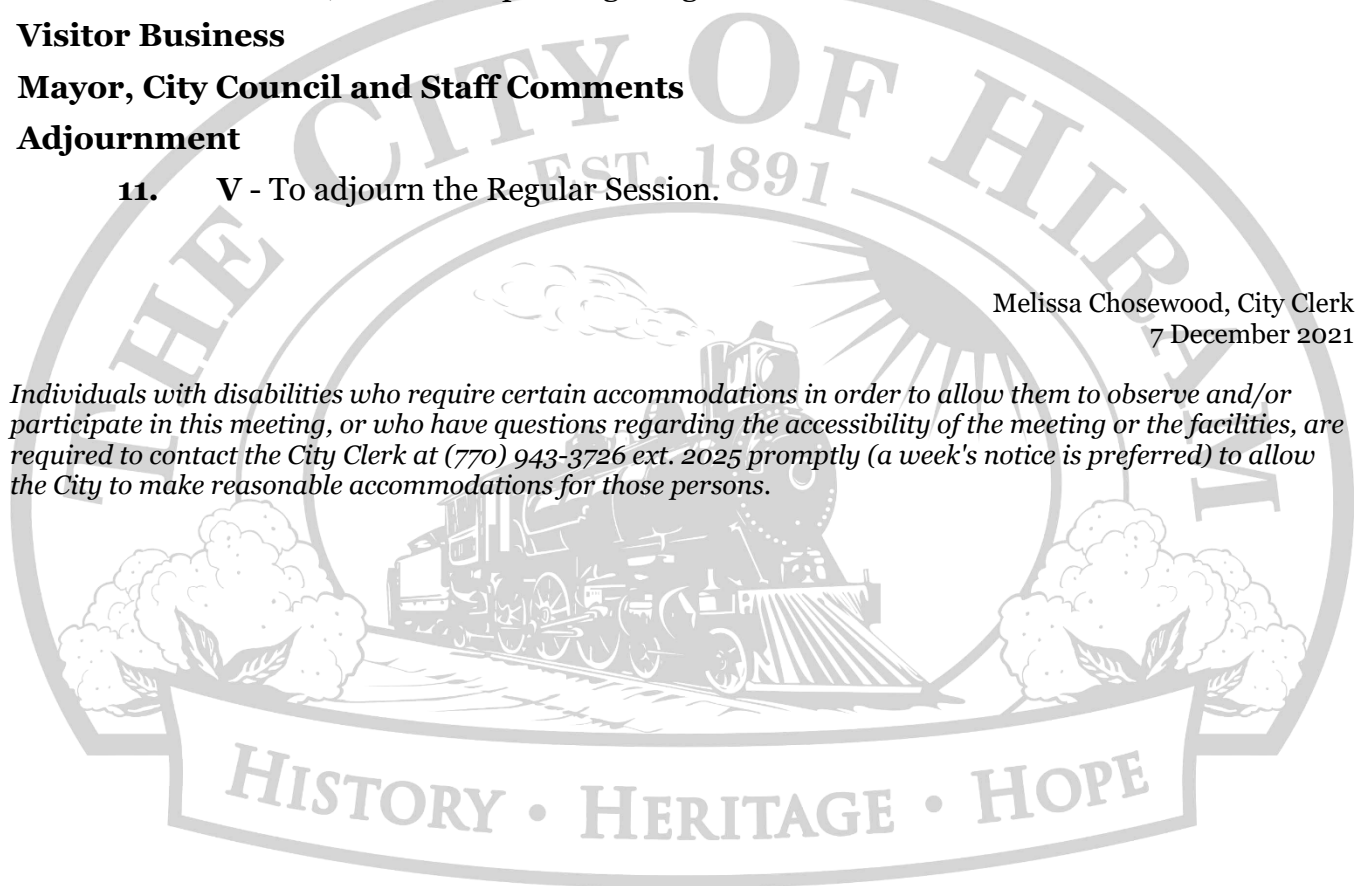 Visitor Business
Mayor, City Council and Staff Comments
Adjournment
11. V - To adjourn the Regular Session.
Melissa Chosewood, City Clerk
7 December 2021
Individuals with disabilities who require certain accommodations in order to allow them to observe and/or
participate in this meeting, or who have questions regarding the accessibility of the meeting or the facilities, are
required to contact the City Clerk at (770) 943-3726 ext. 2025 promptly (a week's notice is preferred) to allow
the City to make reasonable accommodations for those persons.
THE CITY OF HIRAM
EST. 1891
HISTORY • HERITAGE • HOPE